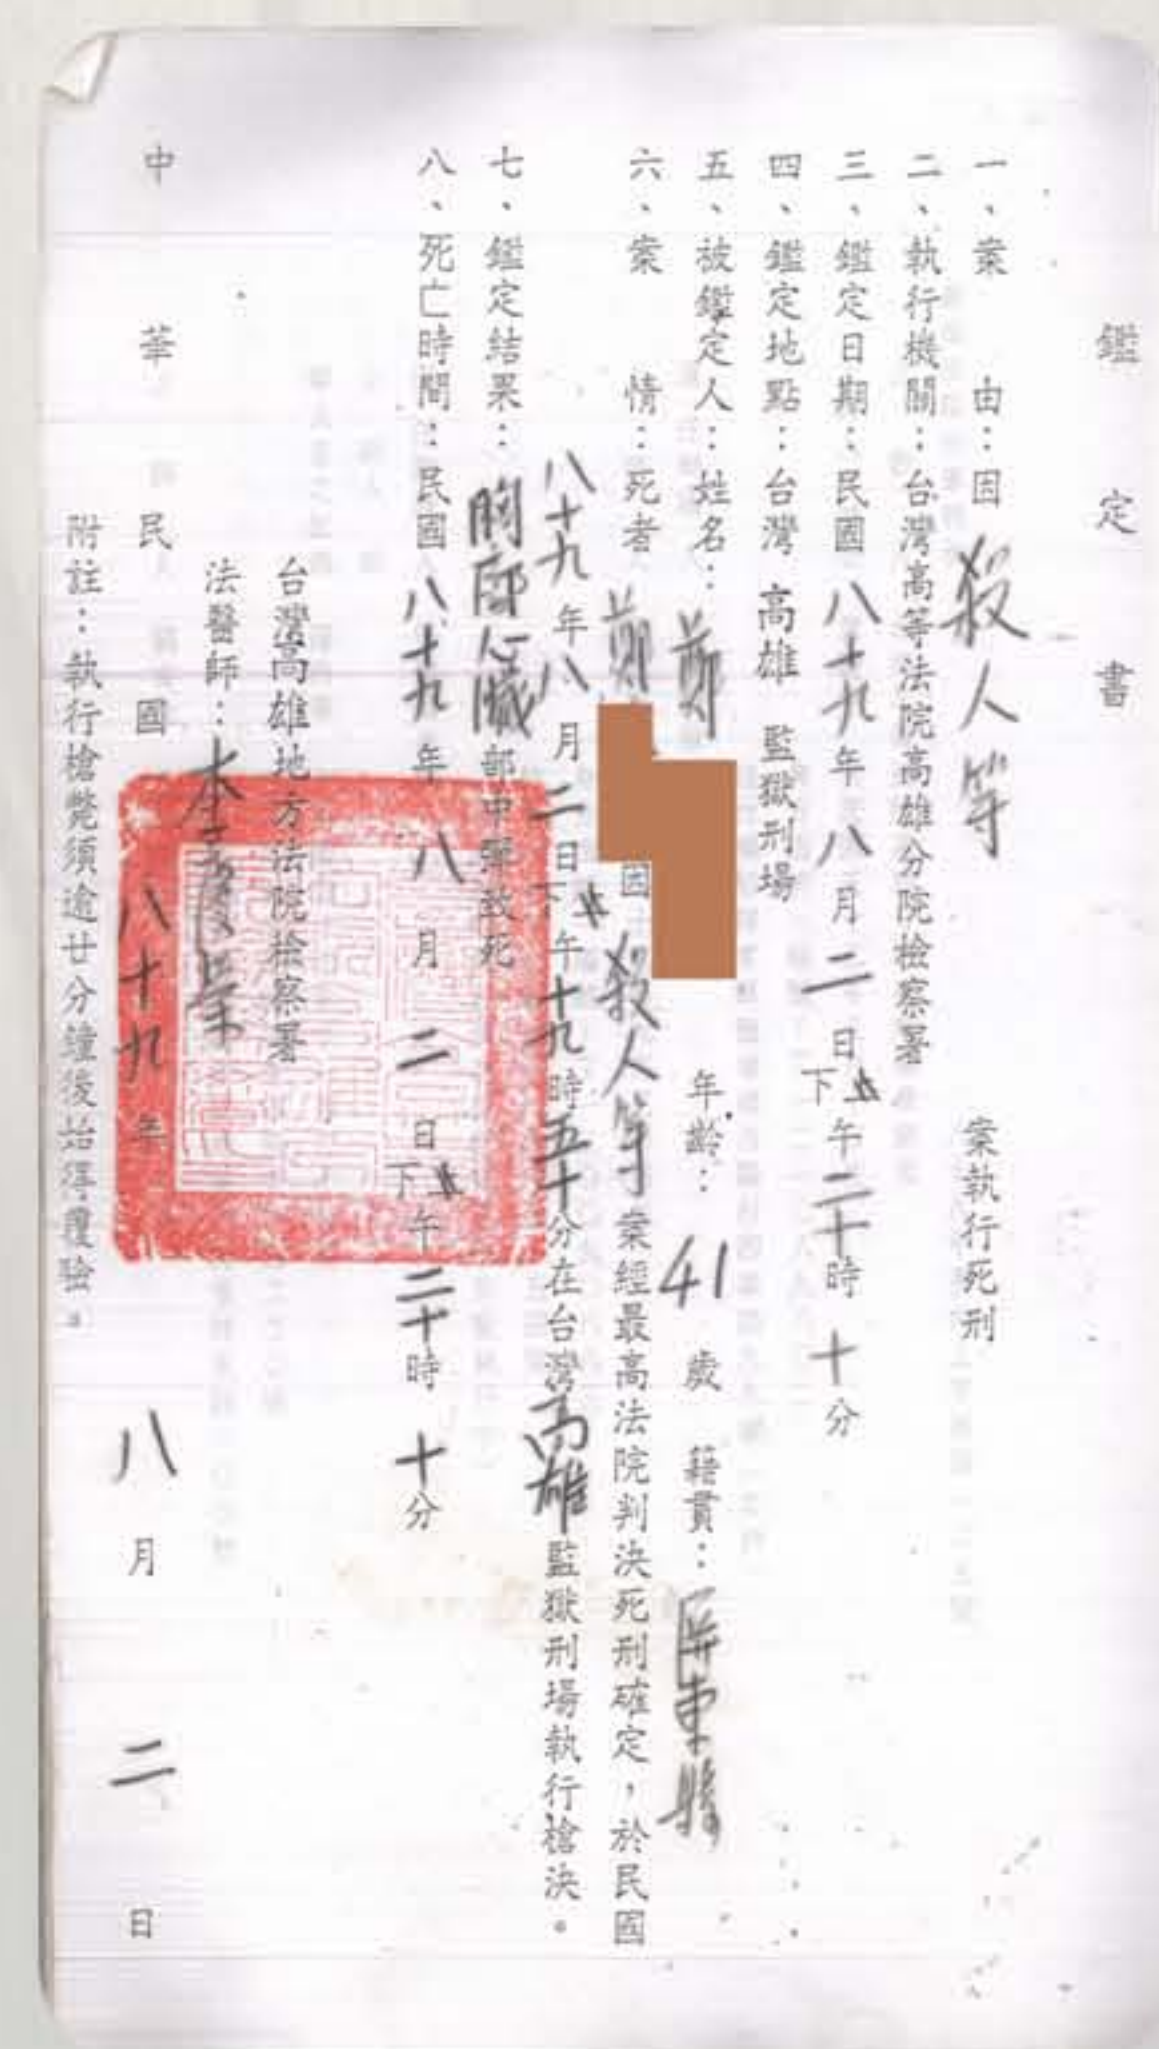 鑑定書
一、案由：因殺人等案執行死刑
二、執行機關：台灣高等法院高雄分院檢察署
三、鑑定日期：民國八十九年八月二日下午二十時十分
四、鑑定地點：台灣高雄監獄刑場
五、被鑑定人：姓名：鄭 年齡：41歲 籍貫：屏東縣
六、案情：死者鄭 因殺人等案經最高法院判決死刑確定，於民國
八十九年八月二日下午十九時五十分在台灣高雄監獄刑場執行槍決。
七、鑑定結果：胸部心臟部中彈致死
八、死亡時間：民國八十九年八月二日下午二十時十分
台灣高雄地方法院檢察署
法醫師：
中華民國八十九年八月二日
附註：執行槍斃須逾廿分鐘後始得覆驗。